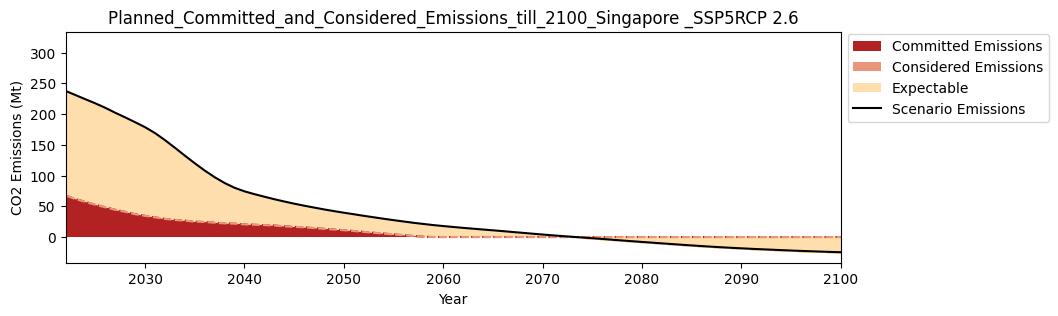 Planned_Committed_and_Considered_Emissions_till_2100_Singapore _SSP5RCP 2.6
CO2 Emissions (Mt)
300
250
200
150
100
50
0
2030 2040 2050 2060 2070 2080 2090 2100
Year
Committed Emissions
Considered Emissions
Expectable
Scenario Emissions